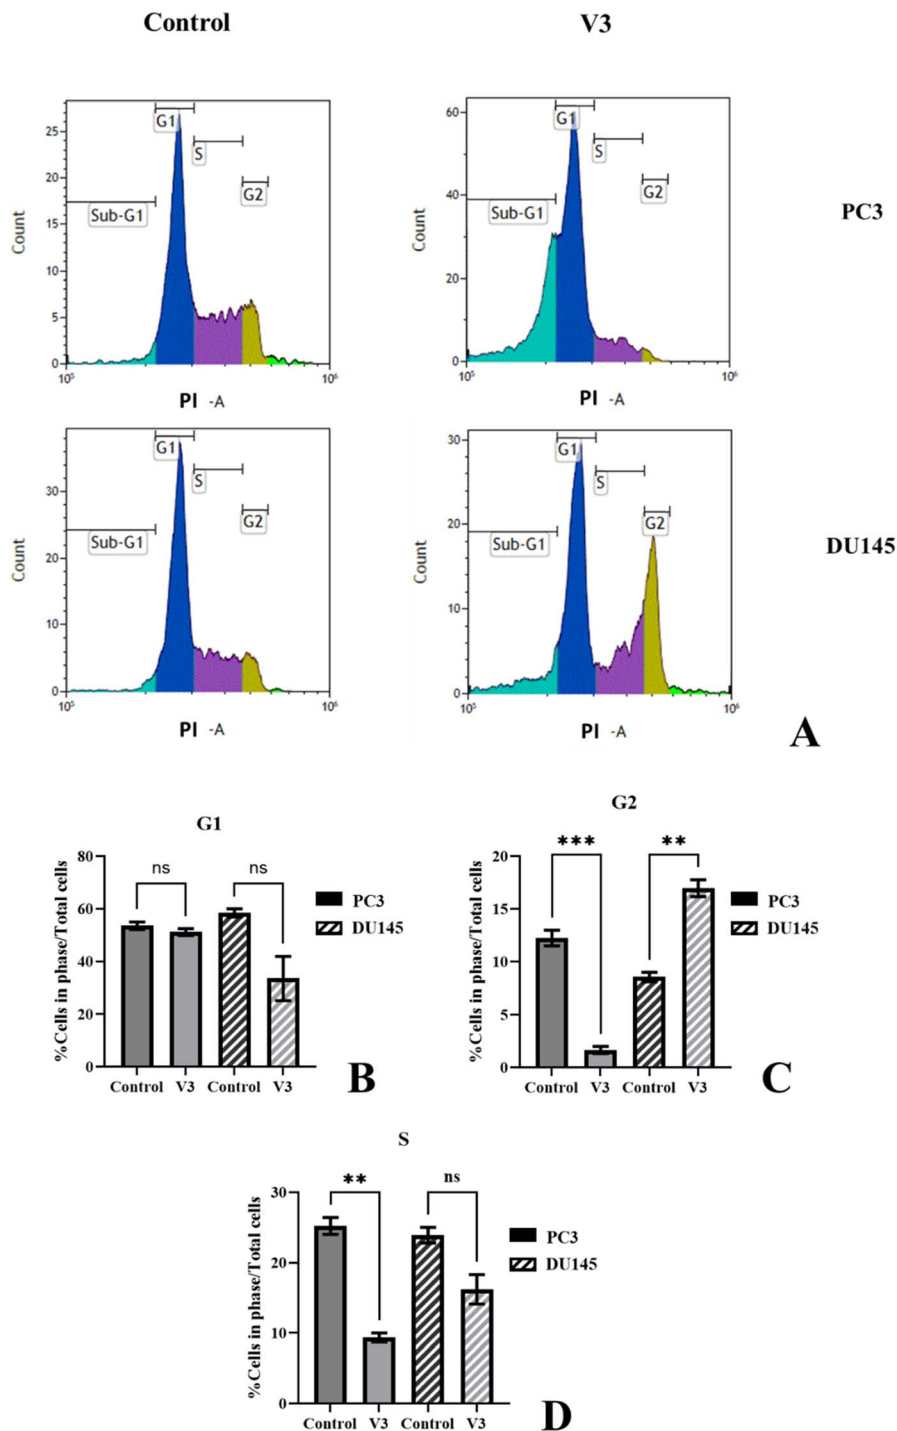 Control V3
G1
S
G2
Sub-G1
25
20
15
10
5
0
Count
10⁵ 10⁶
PI -A
G1
S
G2
Sub-G1
60
40
20
0
Count
10⁵ 10⁶
PI -A
PC3
G1
S
G2
Sub-G1
30
20
10
0
Count
10⁵ 10⁶
PI -A
G1
S
G2
Sub-G1
30
20
10
0
Count
10⁵ 10⁶
PI -A
DU145
A
G1
%Cells in phase/Total cells
80
60
40
20
0
ns ns
PC3
DU145
Control V3 Control V3
B
G2
%Cells in phase/Total cells
20
15
10
5
0
*** **
PC3
DU145
Control V3 Control V3
C
S
%Cells in phase/Total cells
30
20
10
0
** ns
PC3
DU145
Control V3 Control V3
D